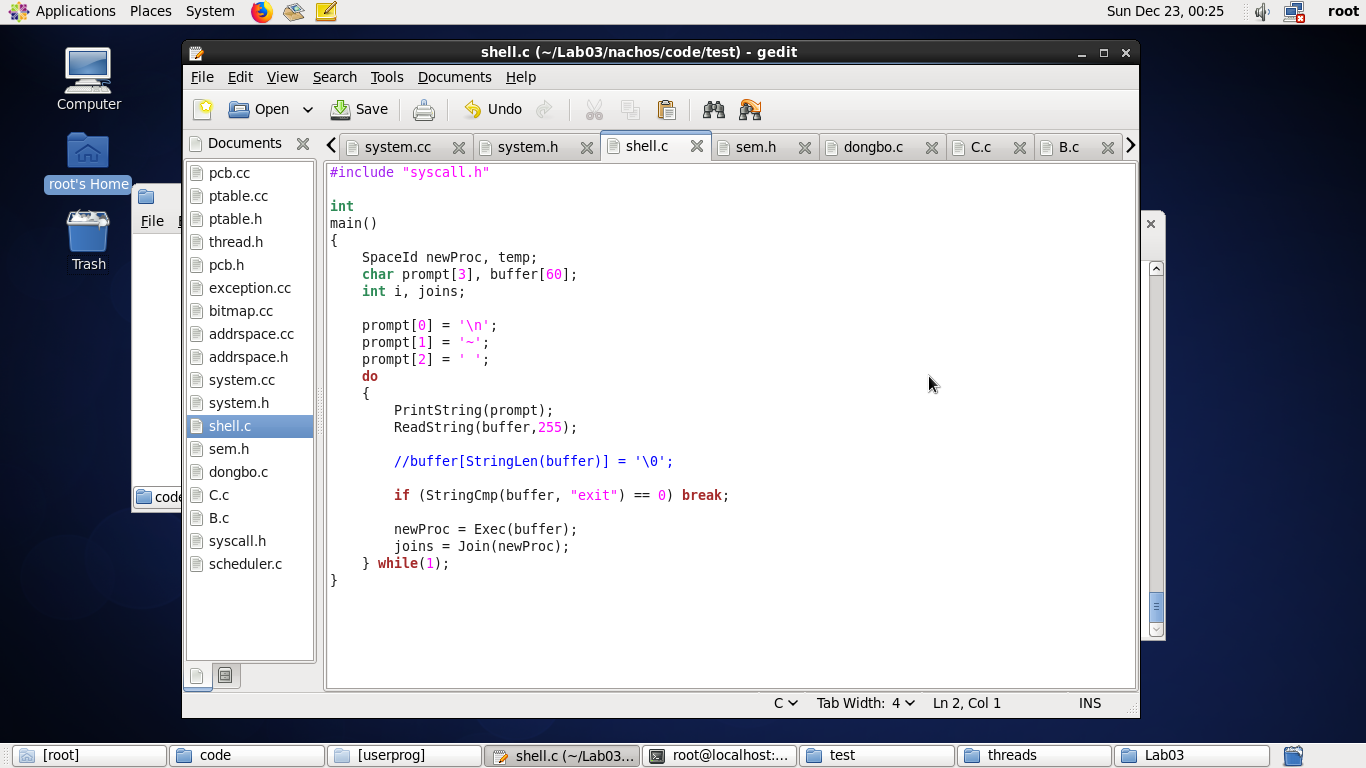 Applications Places System Sun Dec 23, 00:25 root
Computer
root's Home
Trash
File
code
shell.c (~/Lab03/nachos/code/test) - gedit
File Edit View Search Tools Documents Help
Open Save Undo
Documents
system.cc system.h shell.c sem.h dongbo.c C.c B.c
pcb.cc
ptable.cc
ptable.h
thread.h
pcb.h
exception.cc
bitmap.cc
addrspace.cc
addrspace.h
system.cc
system.h
shell.c
sem.h
dongbo.c
C.c
B.c
syscall.h
scheduler.c
#include "syscall.h"
int
main()
{
SpaceId newProc, temp;
char prompt[3], buffer[60];
int i, joins;
prompt[0] = '\n';
prompt[1] = '~';
prompt[2] = ' ';
do
{
PrintString(prompt);
ReadString(buffer,255);
//buffer[StringLen(buffer)] = '\0';
if (StringCmp(buffer, "exit") == 0) break;
newProc = Exec(buffer);
joins = Join(newProc);
} while(1);
}
C Tab Width: 4 Ln 2, Col 1 INS
[root] code [userprog] shell.c (~/Lab03... root@localhost:... test threads Lab03